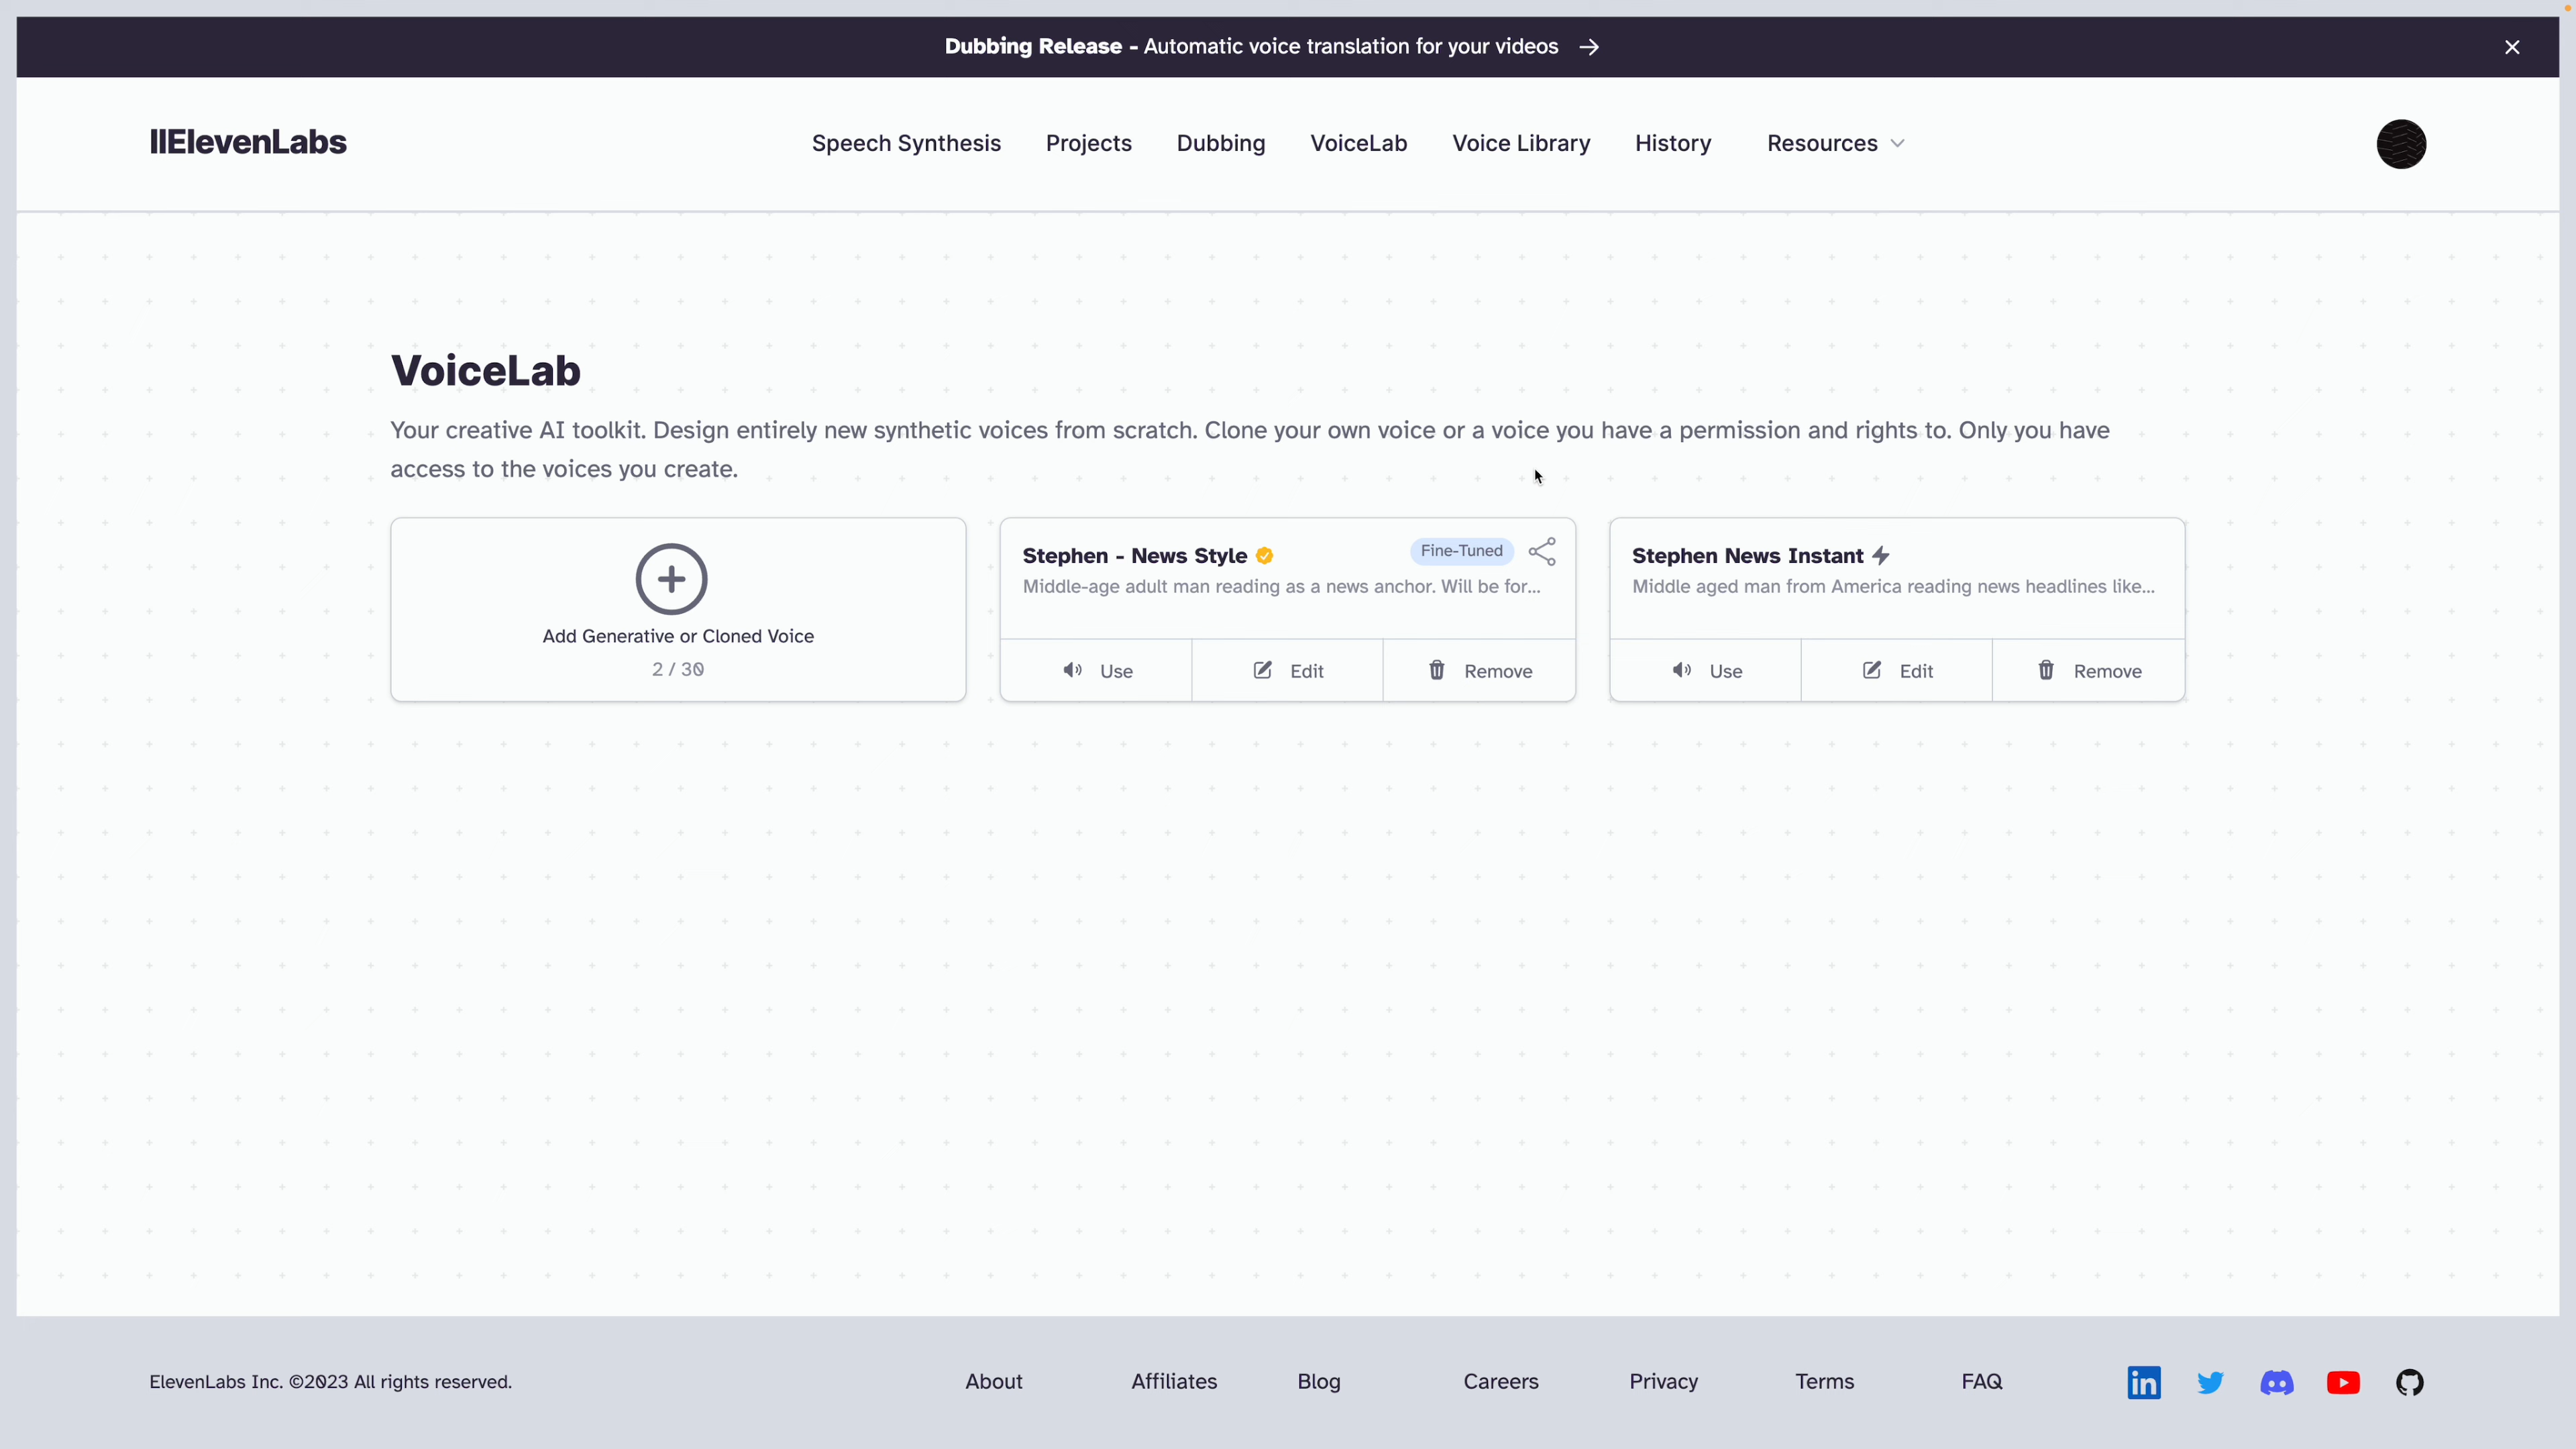 Dubbing Release - Automatic voice translation for your videos →
IIElevenLabs
Speech Synthesis Projects Dubbing VoiceLab Voice Library History Resources
VoiceLab
Your creative AI toolkit. Design entirely new synthetic voices from scratch. Clone your own voice or a voice you have a permission and rights to. Only you have
access to the voices you create.
Add Generative or Cloned Voice
2 / 30
Stephen - News Style
Fine-Tuned
Middle-age adult man reading as a news anchor. Will be for...
Use Edit Remove
Stephen News Instant
Middle aged man from America reading news headlines like...
Use Edit Remove
ElevenLabs Inc. ©2023 All rights reserved.
About Affiliates Blog Careers Privacy Terms FAQ
in